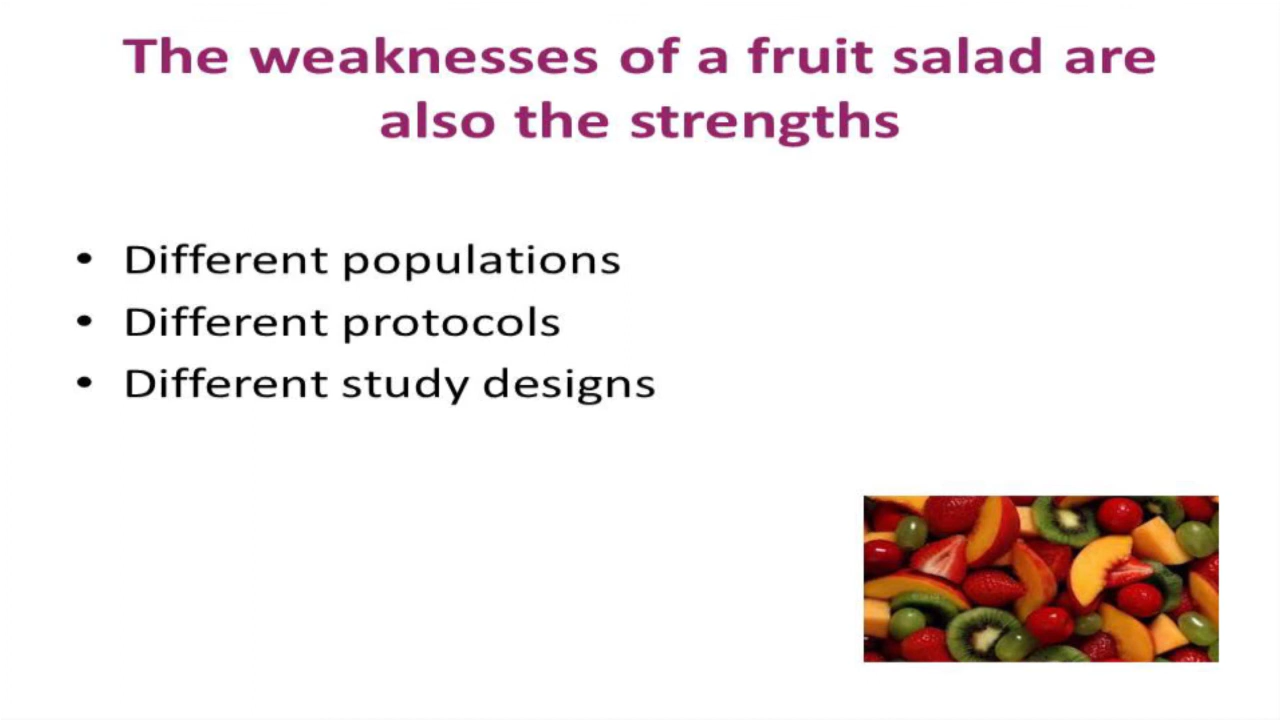 The weaknesses of a fruit salad are
also the strengths
• Different populations
• Different protocols
• Different study designs